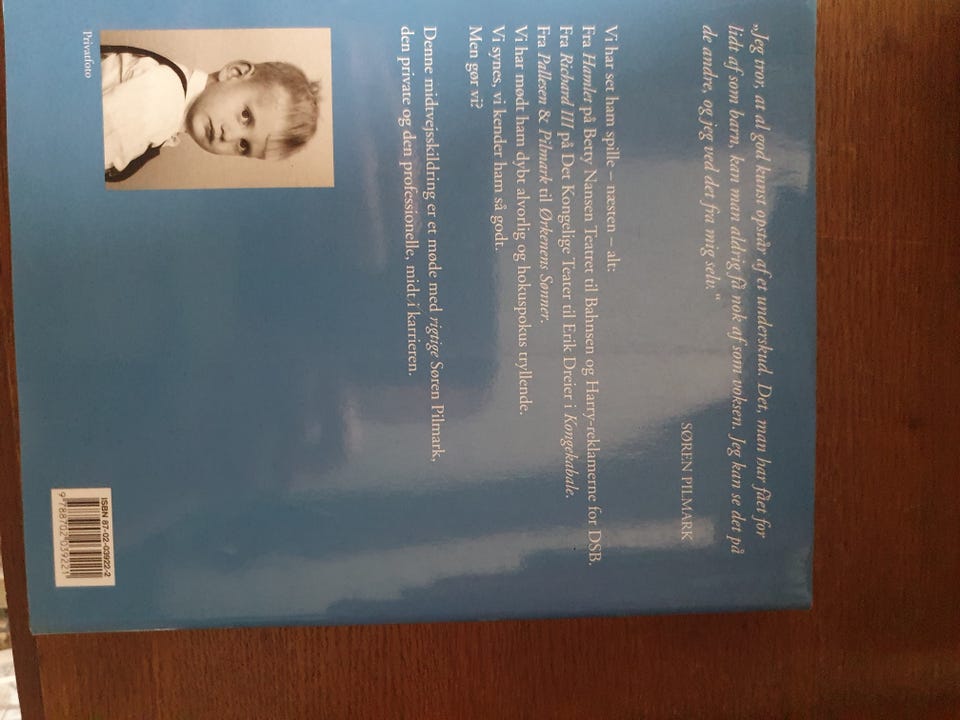 „Jeg tror, at al god kunst opstår af et underskud. Det, man har fået for
lidt af som barn, kan man aldrig få nok af som voksen. Jeg kan se det på
de andre, og jeg ved det fra mig selv."
SØREN PILMARK
Vi har set ham spille – næsten – alt:
Fra Hamlet på Betty Nansen Teatret til Bahnsen og Harry-reklamerne for DSB.
Fra Richard III på Det Kongelige Teater til Erik Dreier i Kongekabale.
Fra Pallesen & Pilmark til Ørkenens Sønner.
Vi har mødt ham dybt alvorlig og hokuspokus tryllende.
Vi synes, vi kender ham så godt.
Men gør vi?
Denne midtvejsskildring er et møde med rigtige Søren Pilmark,
den private og den professionelle, midt i karrieren.
Privatfoto
ISBN 87-02-03922-2
9 788702 039221